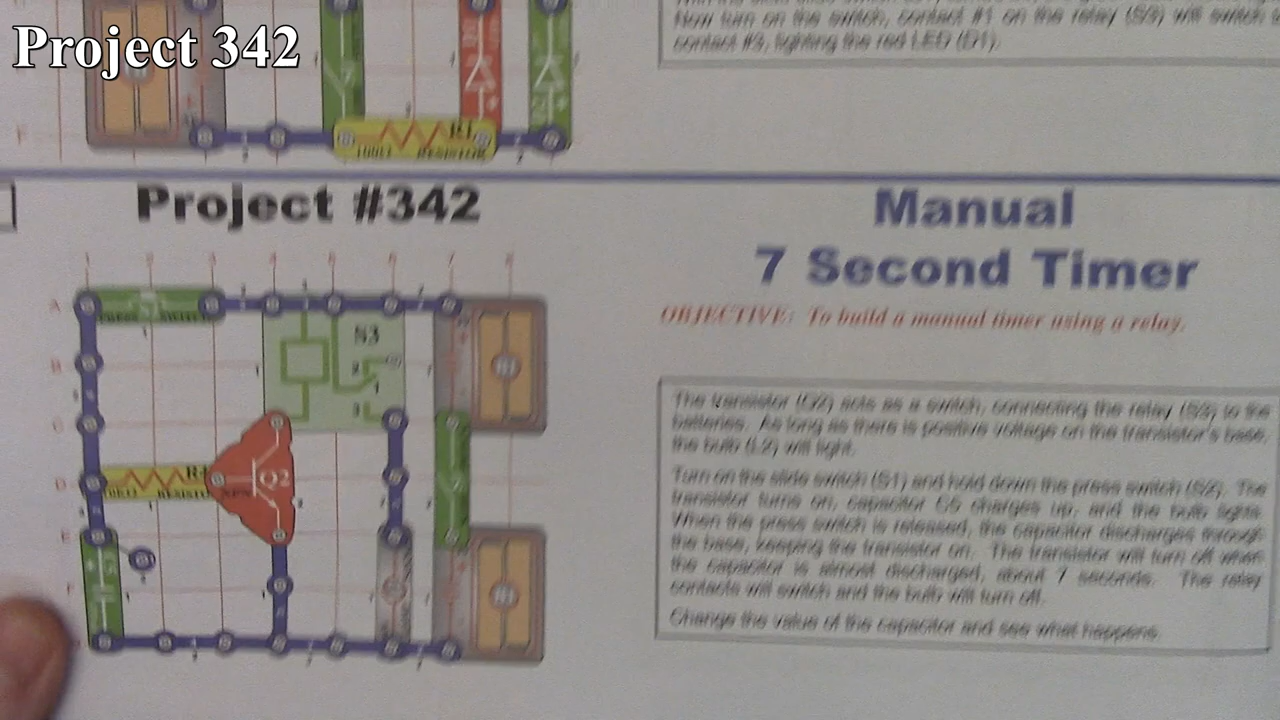 Project 342
Now turn on the switch, contact #1 on the relay (S3) will switch
contact #3, lighting the red LED (D1).
R1
100Ω RESISTOR
Project #342
Manual
7 Second Timer
OBJECTIVE: To build a manual timer using a relay.
S3
Q2
The transistor (Q2) acts as a switch, connecting the relay (S3) to the
batteries. As long as there is positive voltage on the transistor's base,
the bulb (L2) will light.
Turn on the slide switch (S1) and hold down the press switch (S2). The
transistor turns on, capacitor C5 charges up, and the bulb lights.
When the press switch is released, the capacitor discharges through
the base, keeping the transistor on. The transistor will turn off when
the capacitor is almost discharged, about 7 seconds. The relay
contacts will switch and the bulb will turn off.
Change the value of the capacitor and see what happens.